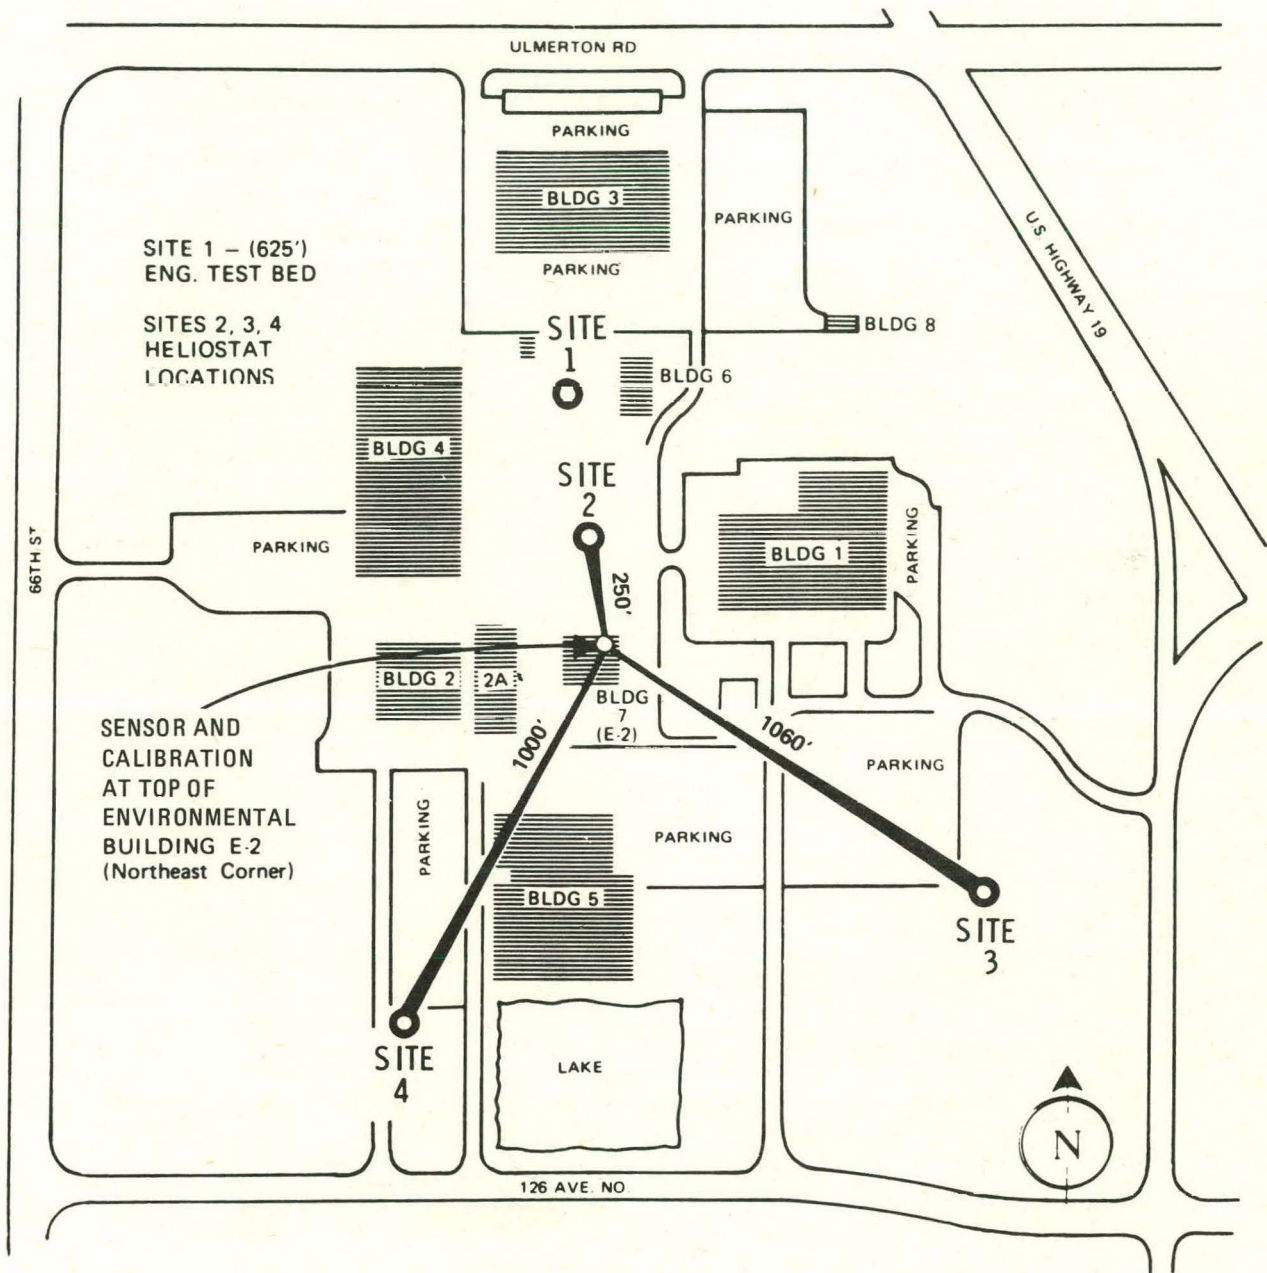 ULMERTON RD
PARKING
BLDG 3
PARKING
PARKING
U.S. HIGHWAY 19
SITE 1 – (625')
ENG. TEST BED
SITES 2, 3, 4
HELIOSTAT
LOCATIONS
SITE
1
BLDG 8
BLDG 6
BLDG 4
SITE
2
PARKING
66TH ST
BLDG 1
PARKING
250'
BLDG 2
2A
BLDG
7
(E-2)
SENSOR AND
CALIBRATION
AT TOP OF
ENVIRONMENTAL
BUILDING E-2
(Northeast Corner)
1000'
1060'
PARKING
PARKING
PARKING
BLDG 5
SITE
3
SITE
4
LAKE
N
126 AVE. NO.